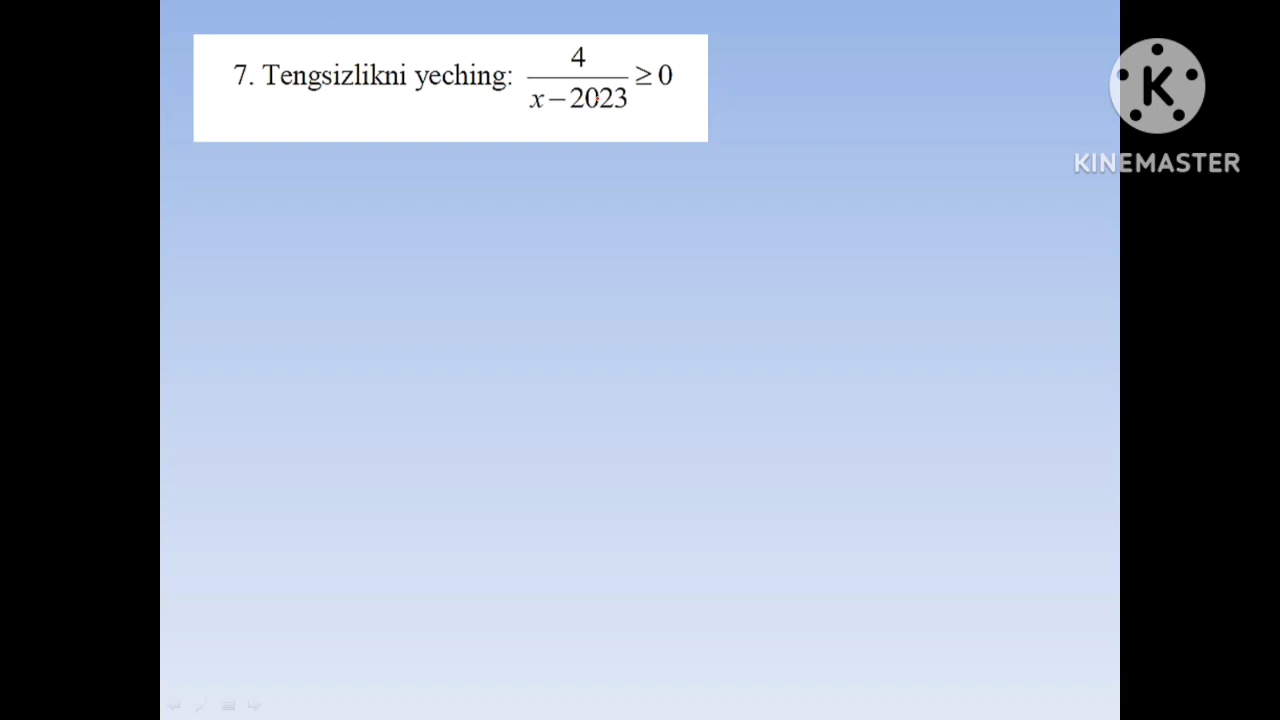 7. Tengsizlikni yeching: 4/(x − 2023) ≥ 0
K
KINEMASTER